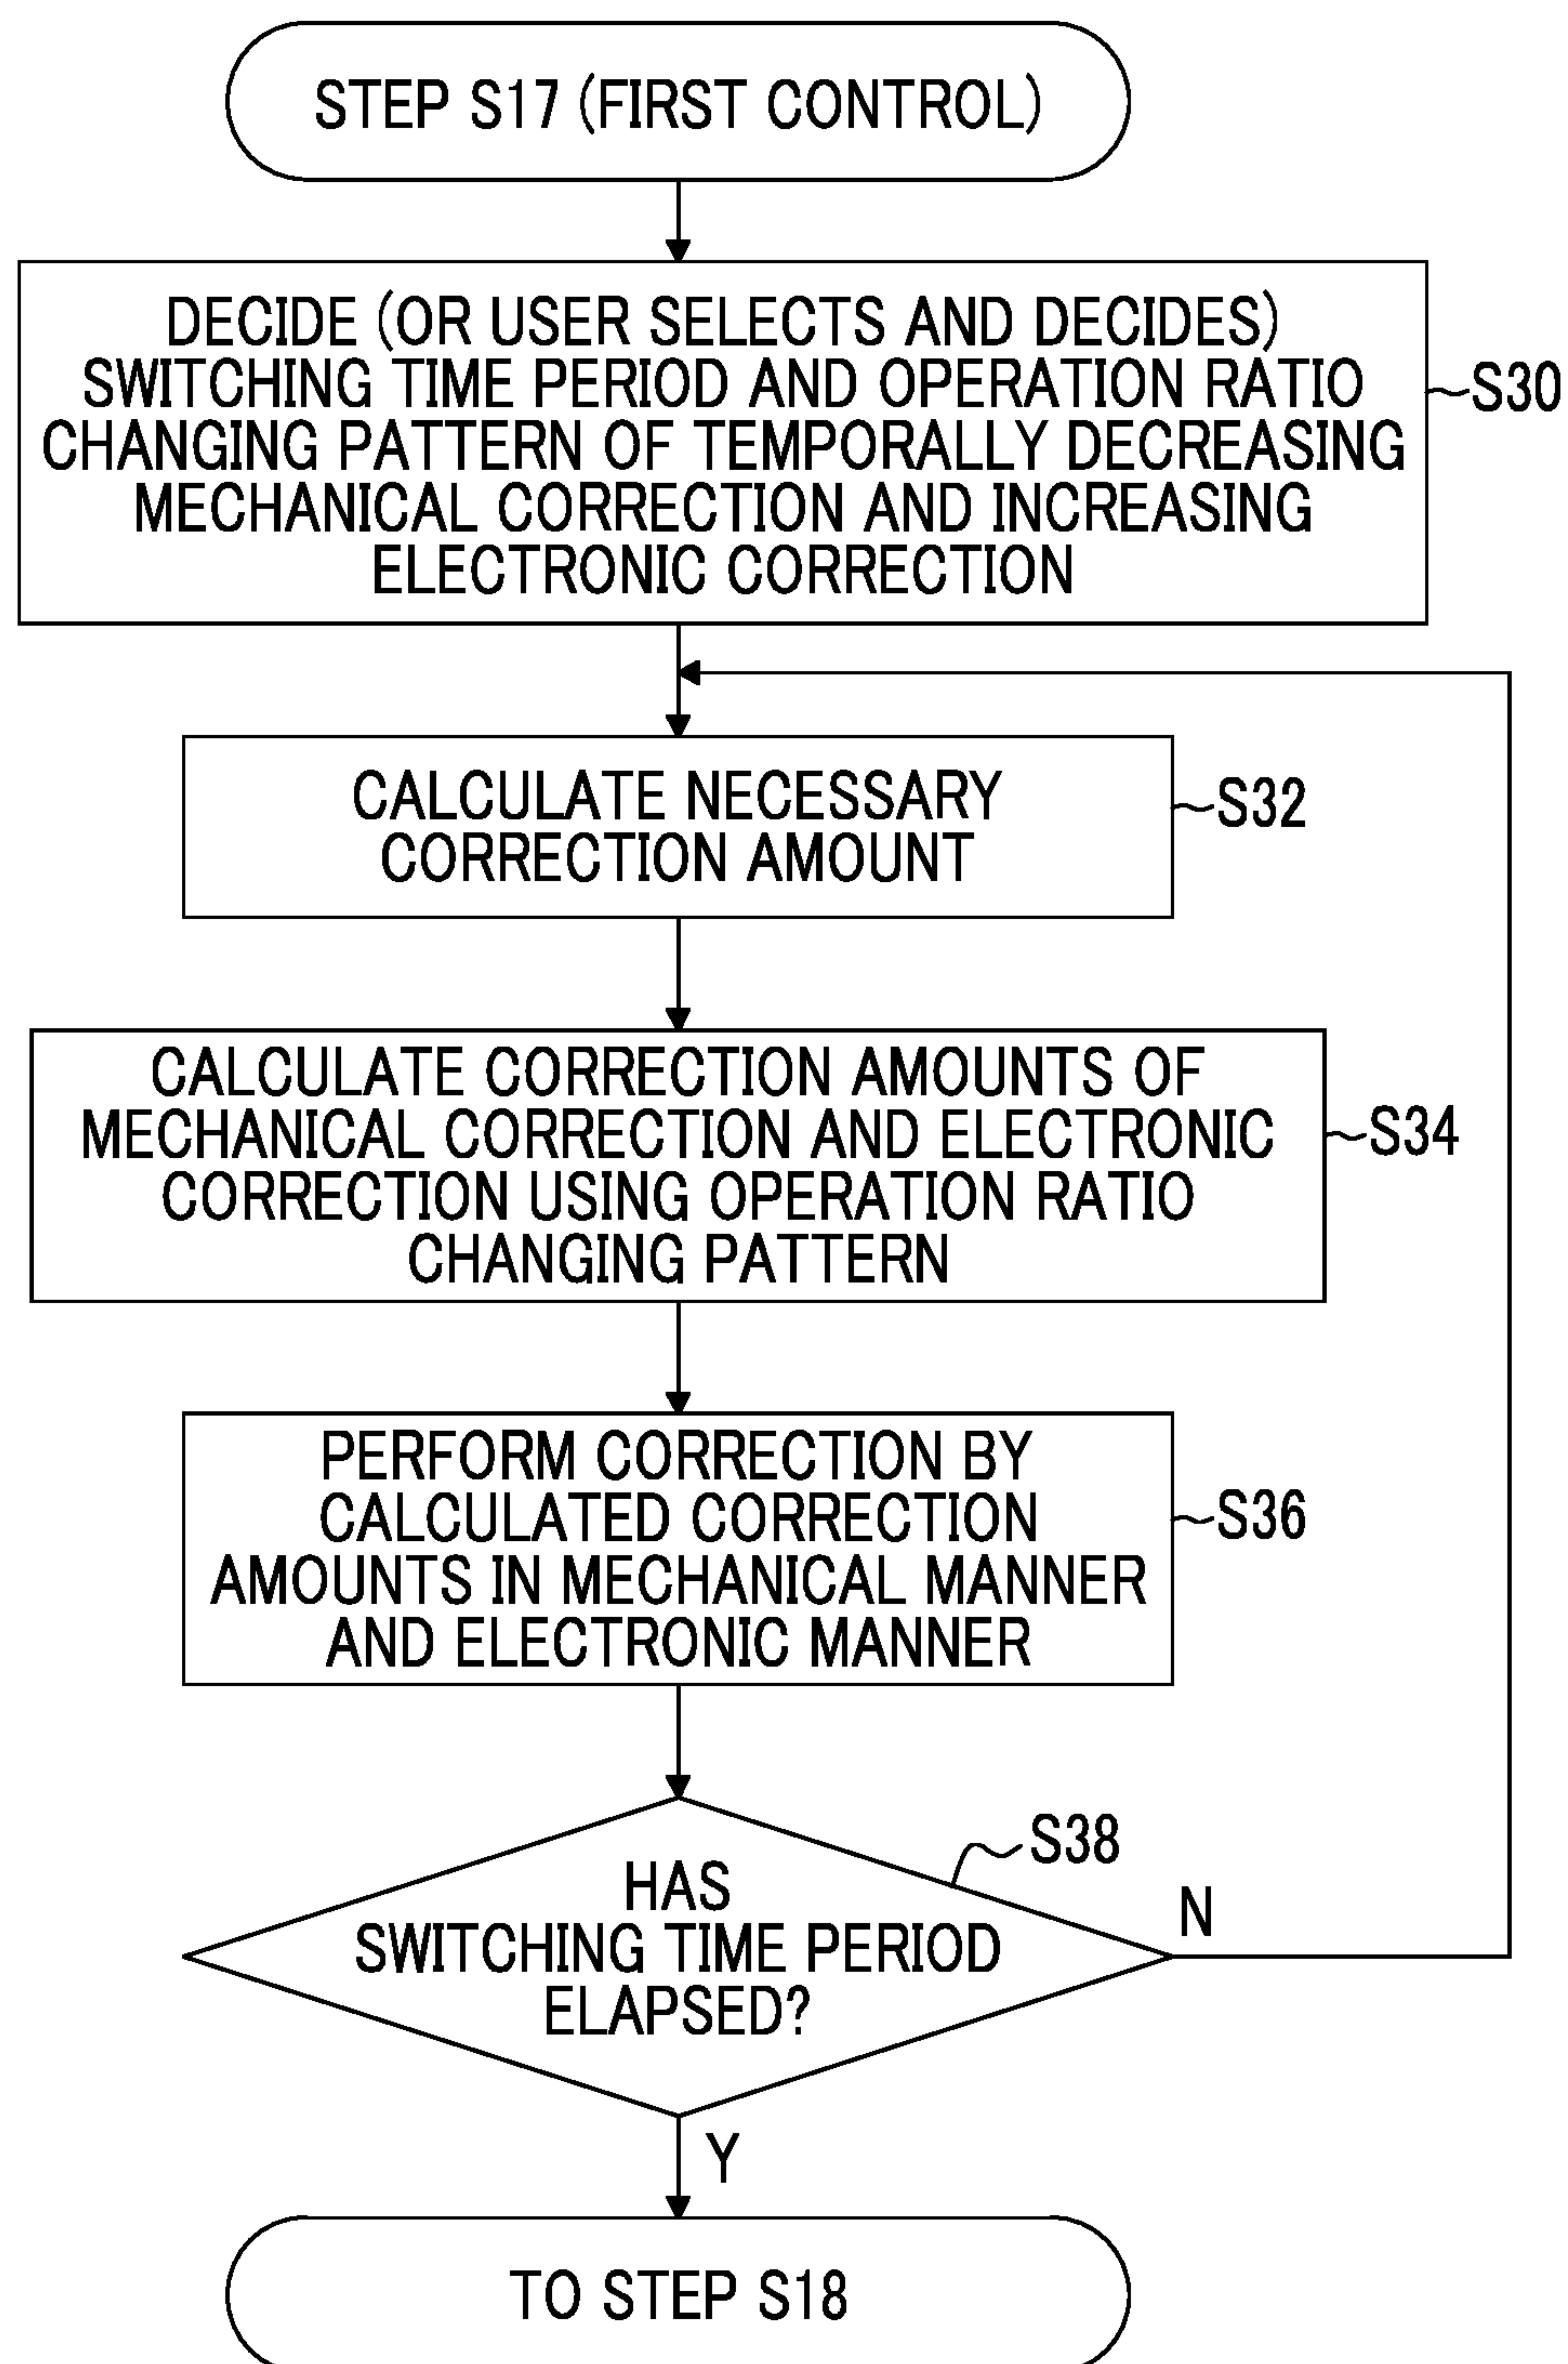 STEP S17 (FIRST CONTROL)
DECIDE (OR USER SELECTS AND DECIDES)
SWITCHING TIME PERIOD AND OPERATION RATIO
CHANGING PATTERN OF TEMPORALLY DECREASING
MECHANICAL CORRECTION AND INCREASING
ELECTRONIC CORRECTION
S30
CALCULATE NECESSARY
CORRECTION AMOUNT
S32
CALCULATE CORRECTION AMOUNTS OF
MECHANICAL CORRECTION AND ELECTRONIC
CORRECTION USING OPERATION RATIO
CHANGING PATTERN
S34
PERFORM CORRECTION BY
CALCULATED CORRECTION
AMOUNTS IN MECHANICAL MANNER
AND ELECTRONIC MANNER
S36
HAS
SWITCHING TIME PERIOD
ELAPSED?
S38
N
Y
TO STEP S18